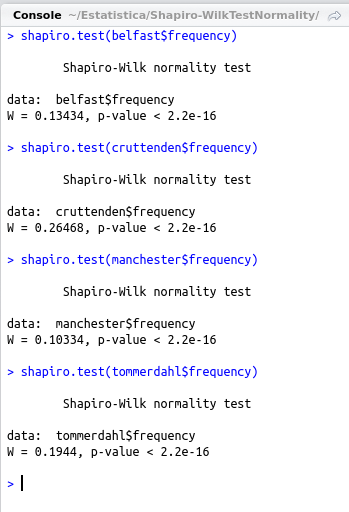 Console ~/Estatistica/Shapiro-WilkTestNormality/
> shapiro.test(belfast$frequency)
Shapiro-Wilk normality test
data:  belfast$frequency
W = 0.13434, p-value < 2.2e-16
> shapiro.test(cruttenden$frequency)
Shapiro-Wilk normality test
data:  cruttenden$frequency
W = 0.26468, p-value < 2.2e-16
> shapiro.test(manchester$frequency)
Shapiro-Wilk normality test
data:  manchester$frequency
W = 0.10334, p-value < 2.2e-16
> shapiro.test(tommerdahl$frequency)
Shapiro-Wilk normality test
data:  tommerdahl$frequency
W = 0.1944, p-value < 2.2e-16
>